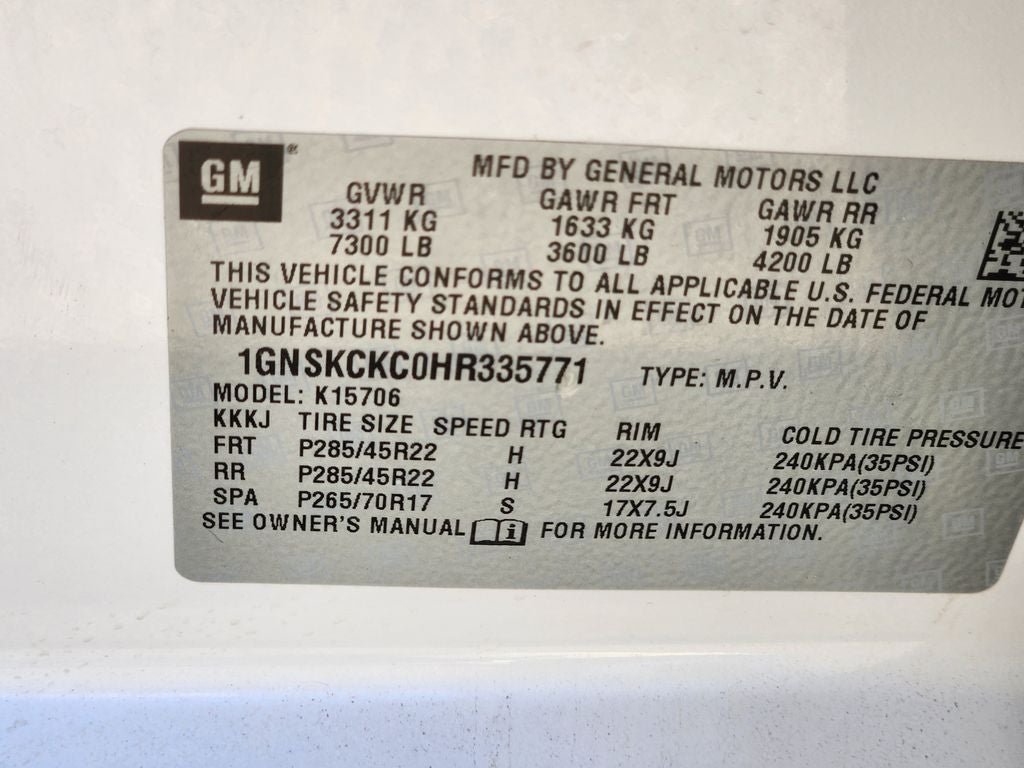 GM ®
MFD BY GENERAL MOTORS LLC
GVWR GAWR FRT GAWR RR
3311 KG 1633 KG 1905 KG
7300 LB 3600 LB 4200 LB
THIS VEHICLE CONFORMS TO ALL APPLICABLE U.S. FEDERAL MOT
VEHICLE SAFETY STANDARDS IN EFFECT ON THE DATE OF
MANUFACTURE SHOWN ABOVE.
1GNSKCKC0HR335771 TYPE: M.P.V.
MODEL: K15706
KKKJ TIRE SIZE SPEED RTG RIM COLD TIRE PRESSURE
FRT P285/45R22 H 22X9J 240KPA(35PSI)
RR P285/45R22 H 22X9J 240KPA(35PSI)
SPA P265/70R17 S 17X7.5J 240KPA(35PSI)
SEE OWNER'S MANUAL i FOR MORE INFORMATION.